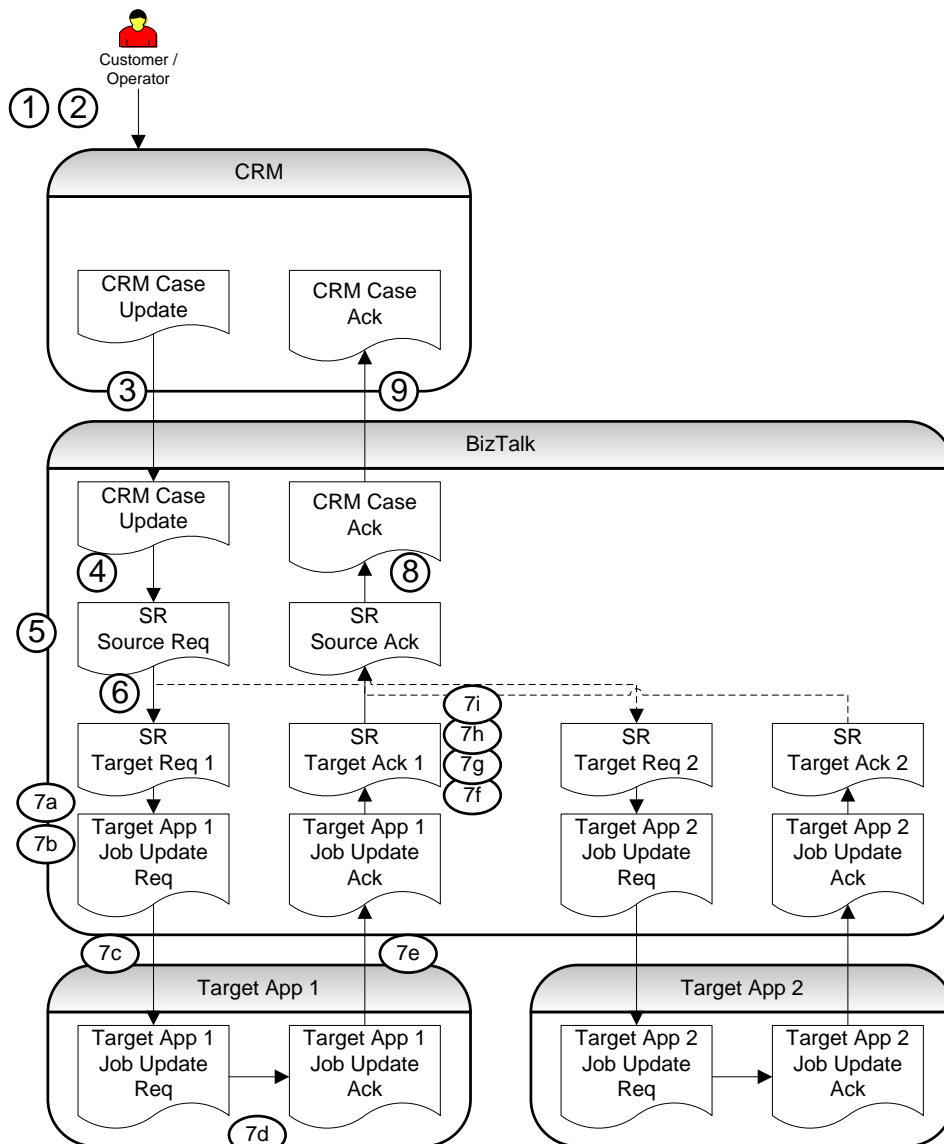 Customer /
Operator
1 2
CRM
CRM Case
Update
CRM Case
Ack
3
9
BizTalk
CRM Case
Update
CRM Case
Ack
4
8
5
SR
Source Req
SR
Source Ack
6
7i
7h
7g
7f
SR
Target Req 1
SR
Target Ack 1
SR
Target Req 2
SR
Target Ack 2
7a
7b
Target App 1
Job Update
Req
Target App 1
Job Update
Ack
Target App 2
Job Update
Req
Target App 2
Job Update
Ack
7c
7e
Target App 1
Target App 2
Target App 1
Job Update
Req
Target App 1
Job Update
Ack
Target App 2
Job Update
Req
Target App 2
Job Update
Ack
7d